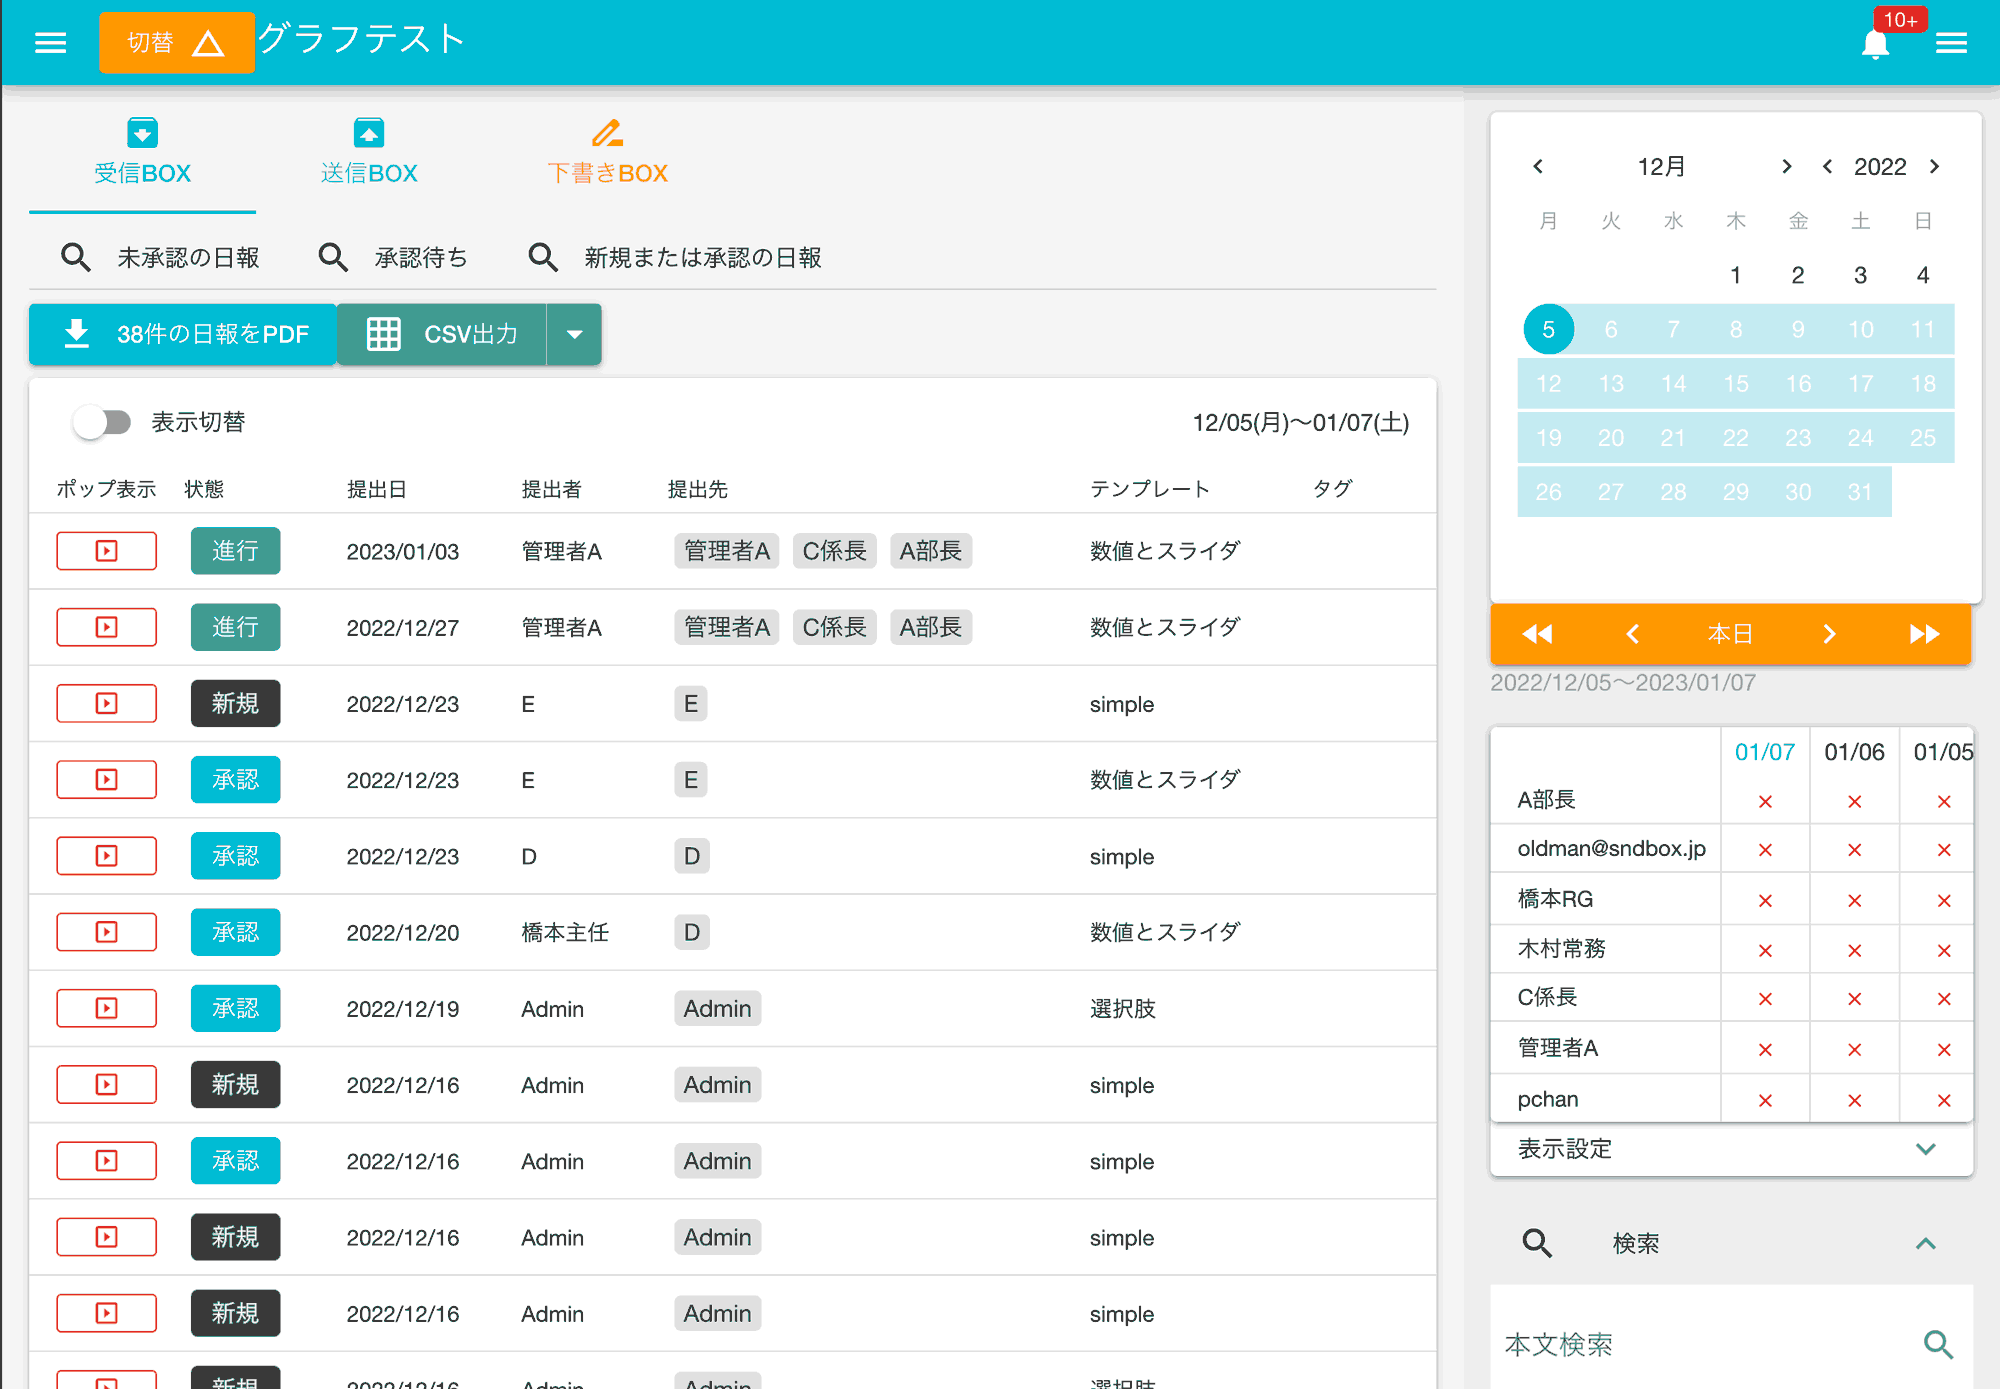 切替 グラフテスト 10+
受信BOX 送信BOX 下書きBOX
未承認の日報 承認待ち 新規または承認の日報
38件の日報をPDF CSV出力
表示切替 12/05(月)〜01/07(土)
ポップ表示 状態 提出日 提出者 提出先 テンプレート タグ
進行 2023/01/03 管理者A 管理者A C係長 A部長 数値とスライダ
進行 2022/12/27 管理者A 管理者A C係長 A部長 数値とスライダ
新規 2022/12/23 E E simple
承認 2022/12/23 E E 数値とスライダ
承認 2022/12/23 D D simple
承認 2022/12/20 橋本主任 D 数値とスライダ
承認 2022/12/19 Admin Admin 選択肢
新規 2022/12/16 Admin Admin simple
承認 2022/12/16 Admin Admin simple
新規 2022/12/16 Admin Admin simple
新規 2022/12/16 Admin Admin simple
新規 2022/12/16 Admin Admin 選択肢
12月 2022
月 火 水 木 金 土 日
1 2 3 4
5 6 7 8 9 10 11
12 13 14 15 16 17 18
19 20 21 22 23 24 25
26 27 28 29 30 31
本日
2022/12/05〜2023/01/07
01/07 01/06 01/05
A部長 × × ×
oldman@sndbox.jp × × ×
橋本RG × × ×
木村常務 × × ×
C係長 × × ×
管理者A × × ×
pchan × × ×
表示設定
検索
本文検索